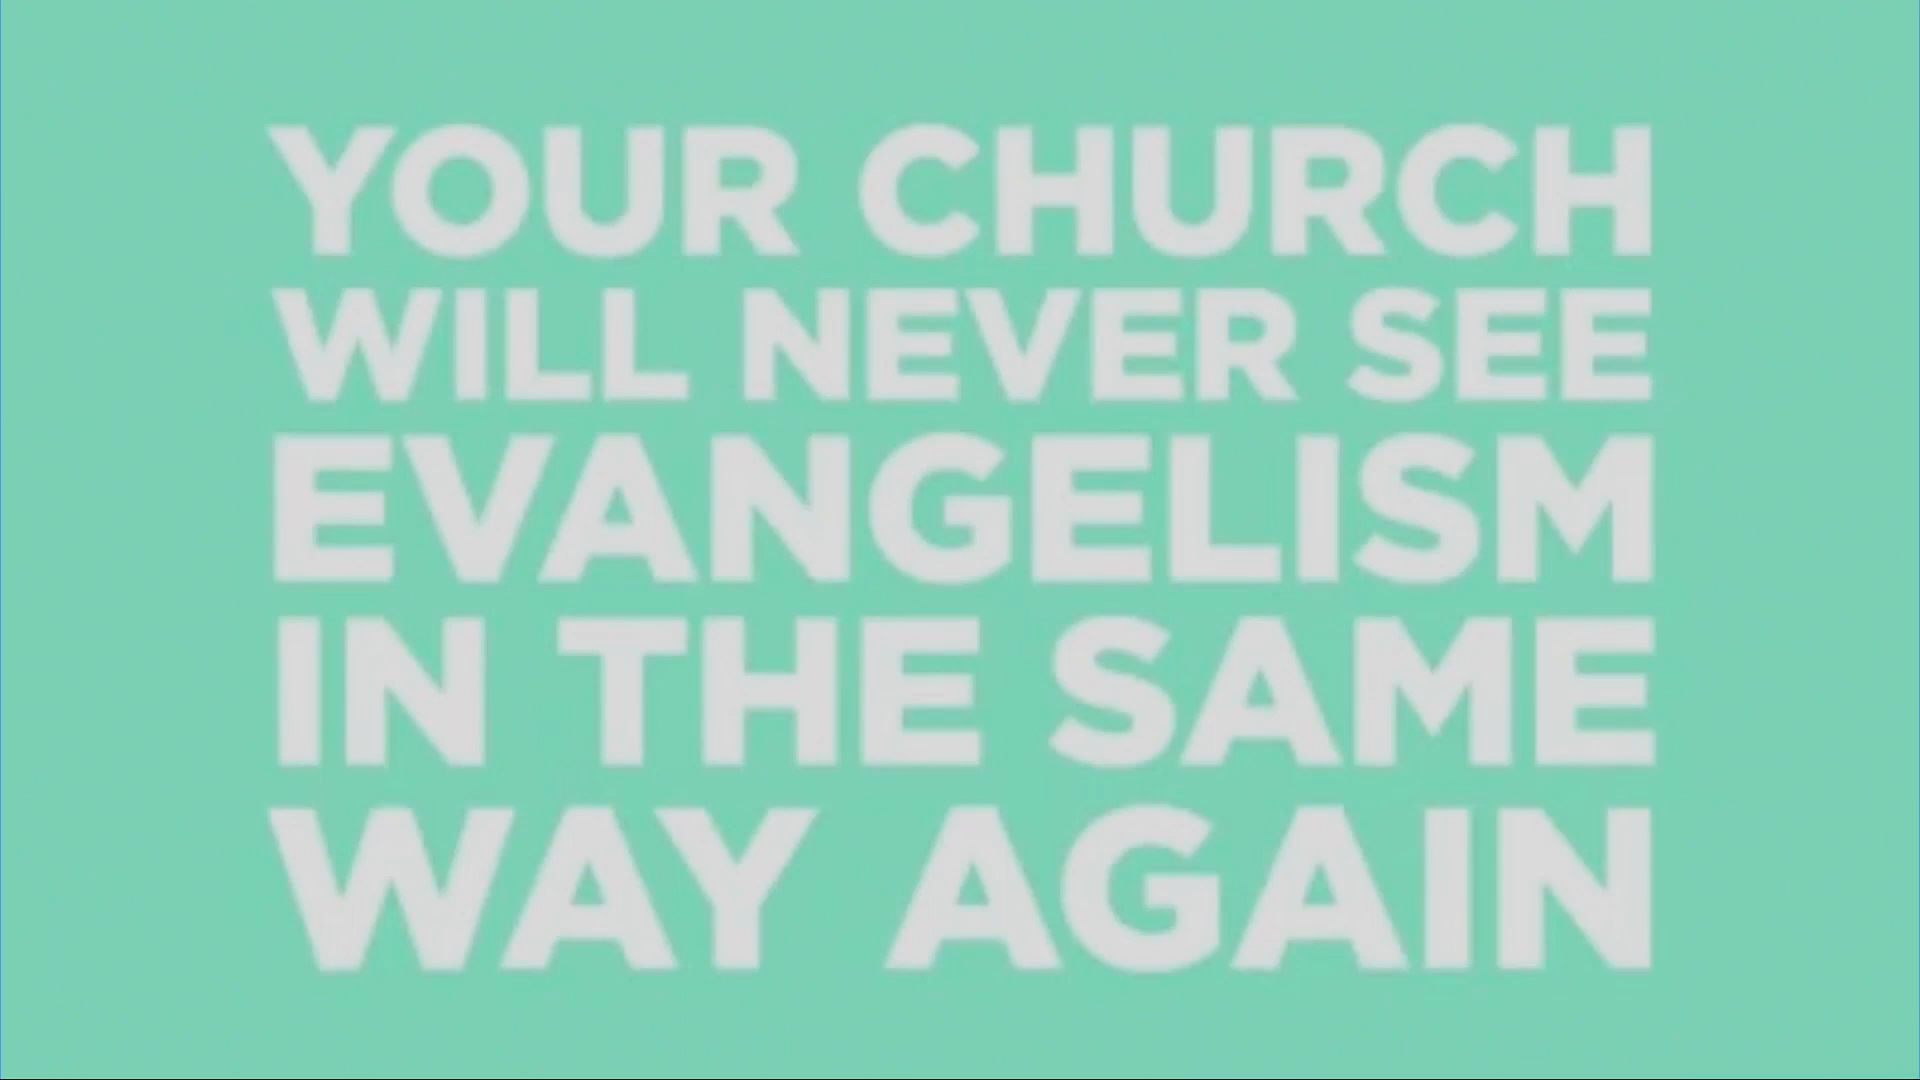 YOUR CHURCH
WILL NEVER SEE
EVANGELISM
IN THE SAME
WAY AGAIN